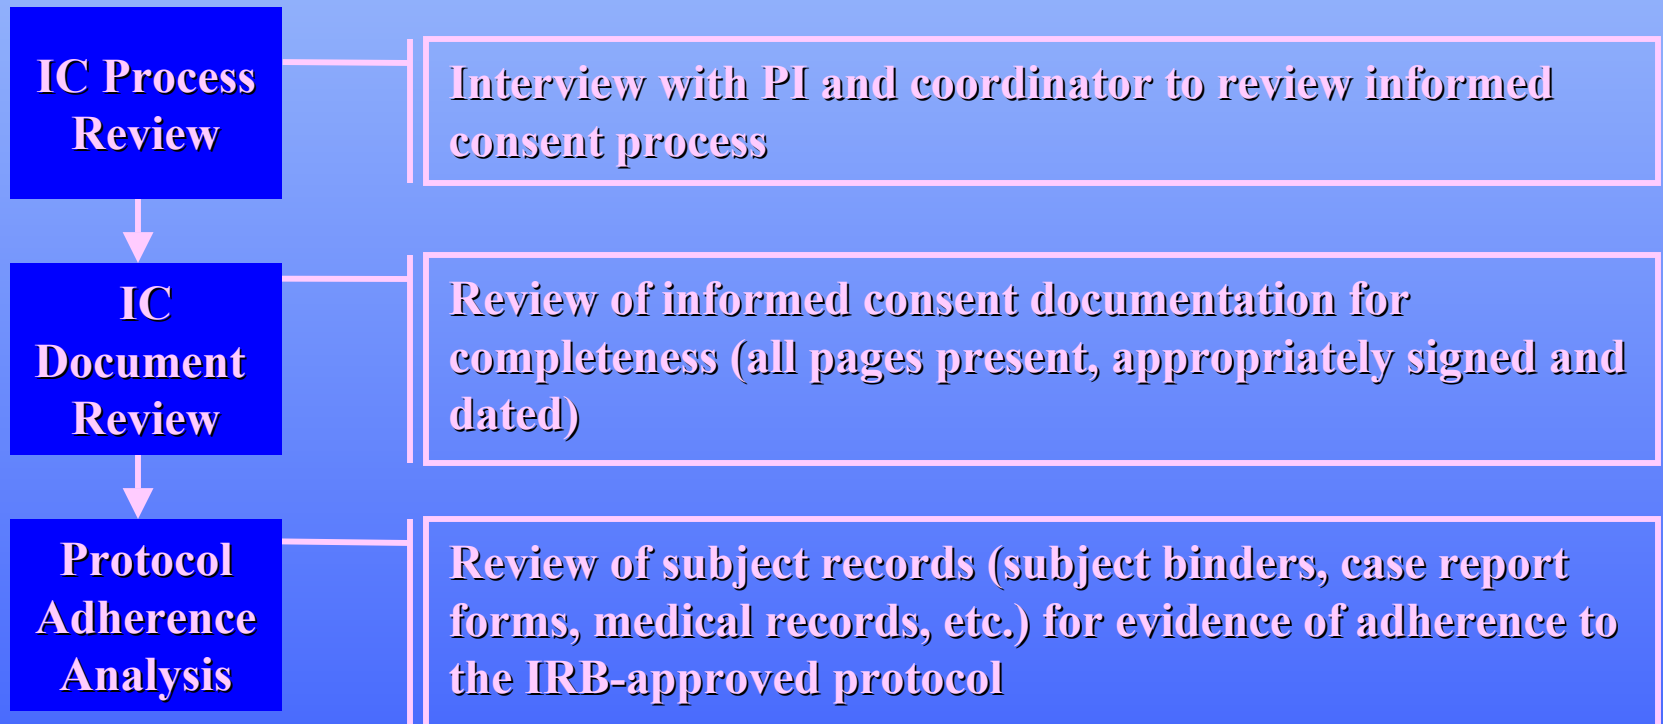 IC Process
Review
Interview with PI and coordinator to review informed
consent process
IC
Document
Review
Review of informed consent documentation for
completeness (all pages present, appropriately signed and
dated)
Protocol
Adherence
Analysis
Review of subject records (subject binders, case report
forms, medical records, etc.) for evidence of adherence to
the IRB-approved protocol